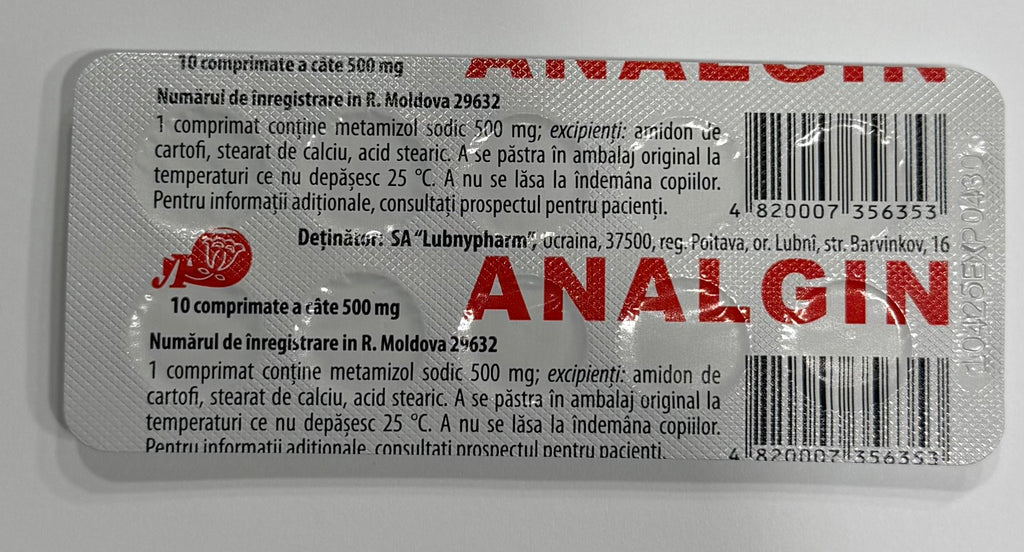 10 comprimate a câte 500 mg
ANALGIN
Numărul de înregistrare in R. Moldova 29632
1 comprimat conține metamizol sodic 500 mg; excipienți: amidon de
cartofi, stearat de calciu, acid stearic. A se păstra în ambalaj original la
temperaturi ce nu depășesc 25 °C. A nu se lăsa la îndemâna copiilor.
Pentru informații adiționale, consultați prospectul pentru pacienți.
4 820007 356353
Deținător: SA “Lubnypharm”, Ucraina, 37500, reg. Poltava, or. Lubnî, str. Barvinkov, 16
ANALGIN
10 comprimate a câte 500 mg
Numărul de înregistrare in R. Moldova 29632
1 comprimat conține metamizol sodic 500 mg; excipienți: amidon de
cartofi, stearat de calciu, acid stearic. A se păstra în ambalaj original la
temperaturi ce nu depășesc 25 °C. A nu se lăsa la îndemâna copiilor.
Pentru informații adiționale, consultați prospectul pentru pacienți.
4 820007 356353